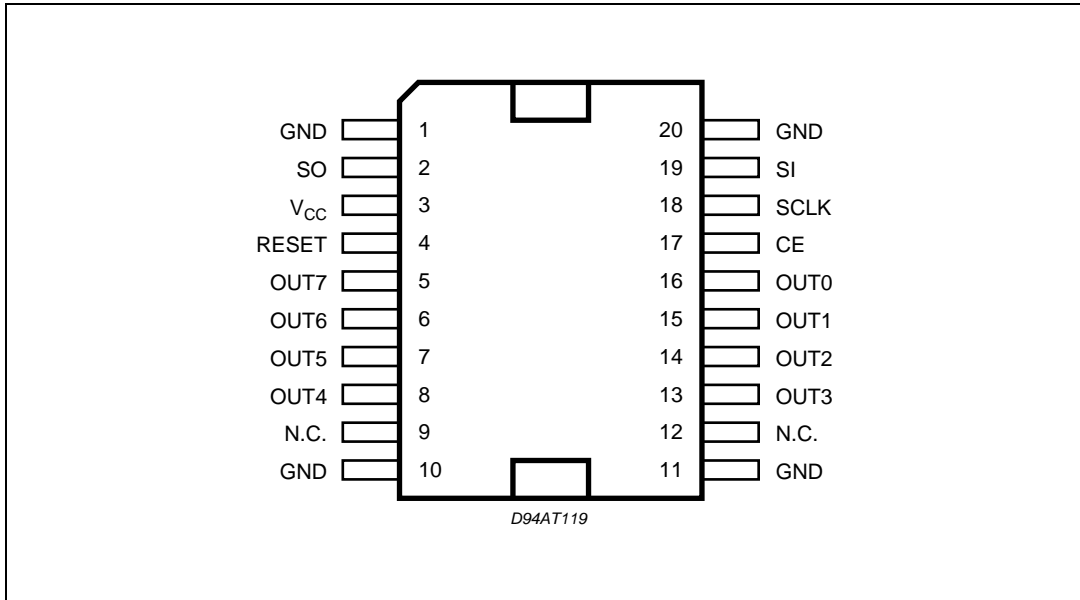 GND 1 20 GND
SO 2 19 SI
VCC 3 18 SCLK
RESET 4 17 CE
OUT7 5 16 OUT0
OUT6 6 15 OUT1
OUT5 7 14 OUT2
OUT4 8 13 OUT3
N.C. 9 12 N.C.
GND 10 11 GND
D94AT119